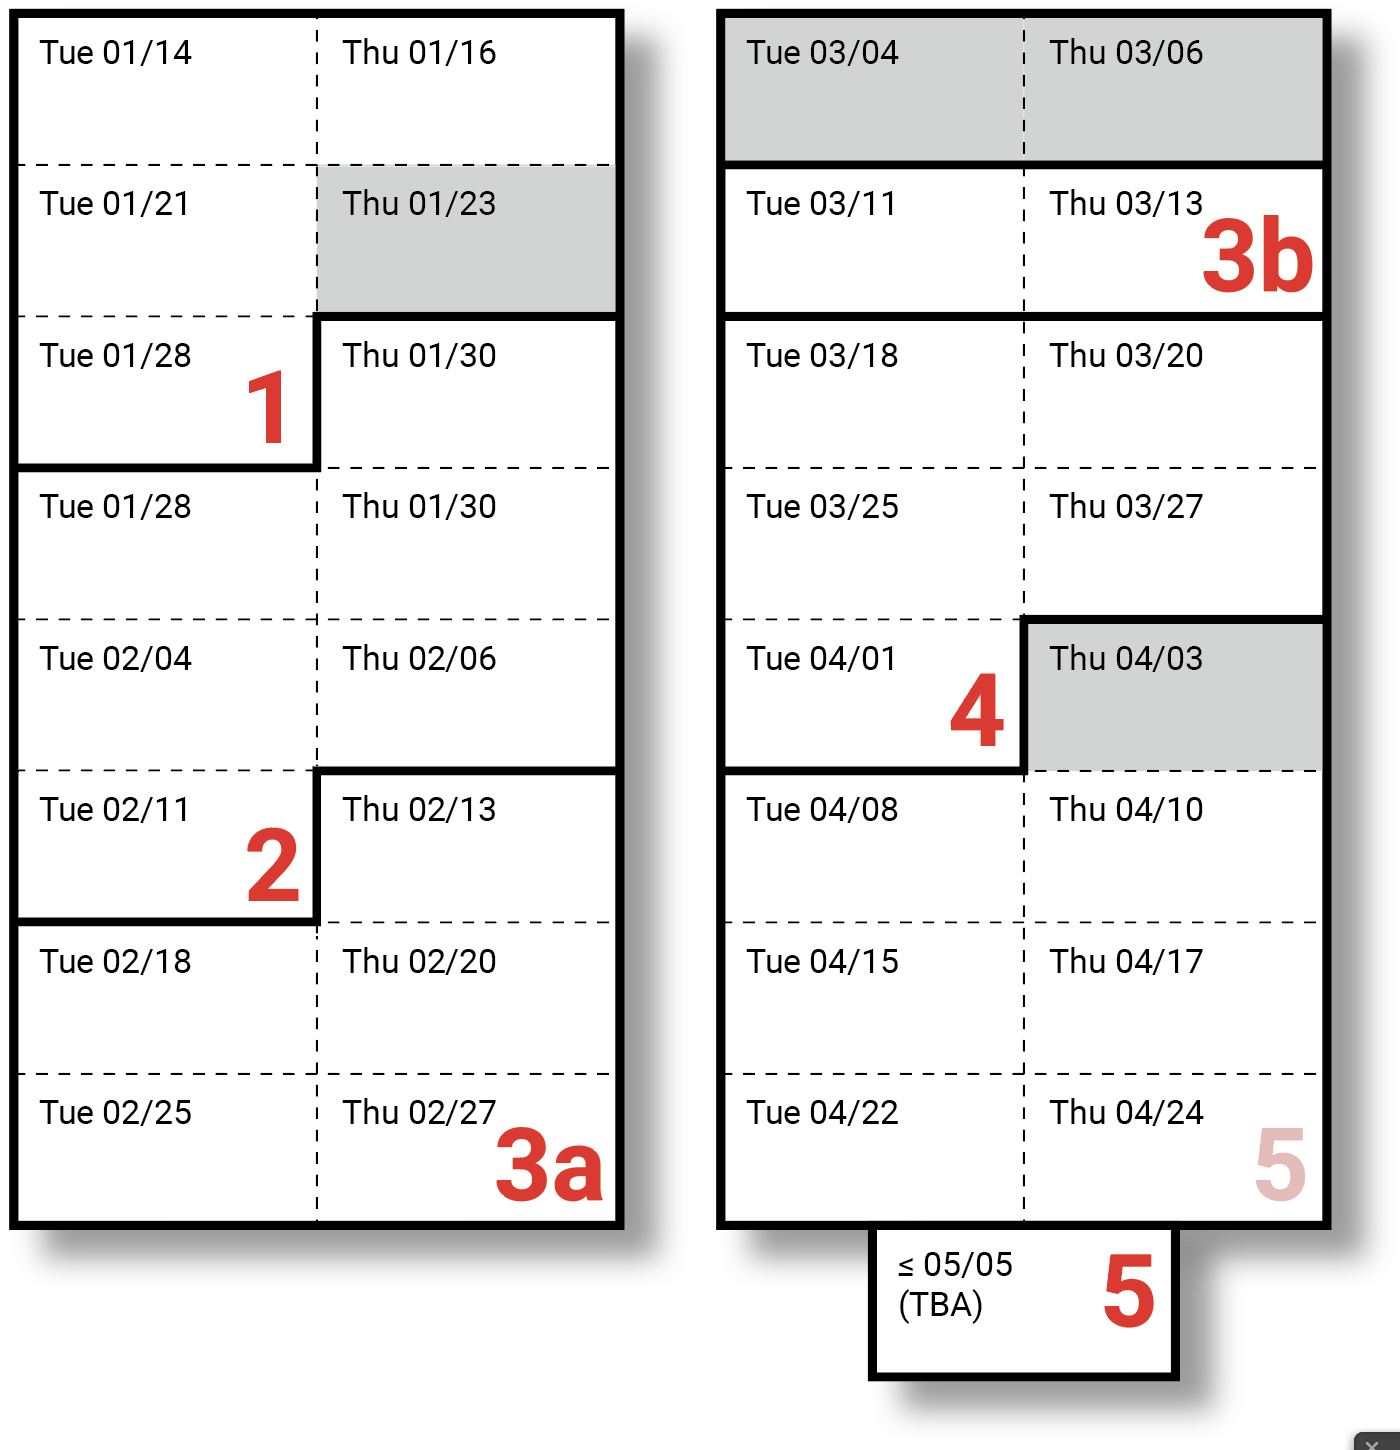 Tue 01/14
Thu 01/16
Tue 01/21
Thu 01/23
Tue 01/28
1
Thu 01/30
Tue 01/28
Thu 01/30
Tue 02/04
Thu 02/06
Tue 02/11
2
Thu 02/13
Tue 02/18
Thu 02/20
Tue 02/25
Thu 02/27
3a
Tue 03/04
Thu 03/06
Tue 03/11
Thu 03/13
3b
Tue 03/18
Thu 03/20
Tue 03/25
Thu 03/27
Tue 04/01
4
Thu 04/03
Tue 04/08
Thu 04/10
Tue 04/15
Thu 04/17
Tue 04/22
Thu 04/24
5
≤ 05/05
(TBA)
5